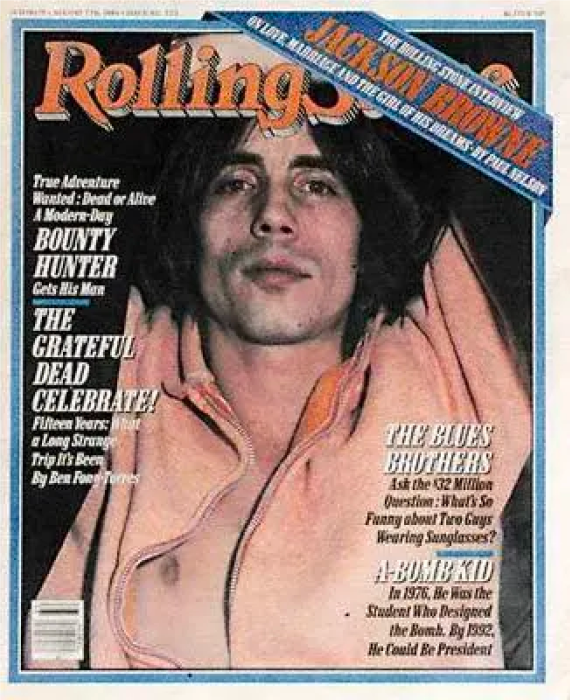 Rolling
THE ROLLING STONE INTERVIEW
JACKSON BROWNE
ON LOVE, MARRIAGE AND THE GIRL OF HIS DREAMS · BY PAUL NELSON
True Adventure
Wanted : Dead or Alive
A Modern-Day
BOUNTY
HUNTER
Gets His Man
THE
GRATEFUL
DEAD
CELEBRATE!
Fifteen Years: What
a Long Strange
Trip It's Been
By Ben Fong-Torres
THE BLUES
BROTHERS
Ask the $32 Million
Question : What's So
Funny about Two Guys
Wearing Sunglasses?
A-BOMB KID
In 1976, He Was the
Student Who Designed
the Bomb. By 1992,
He Could Be President